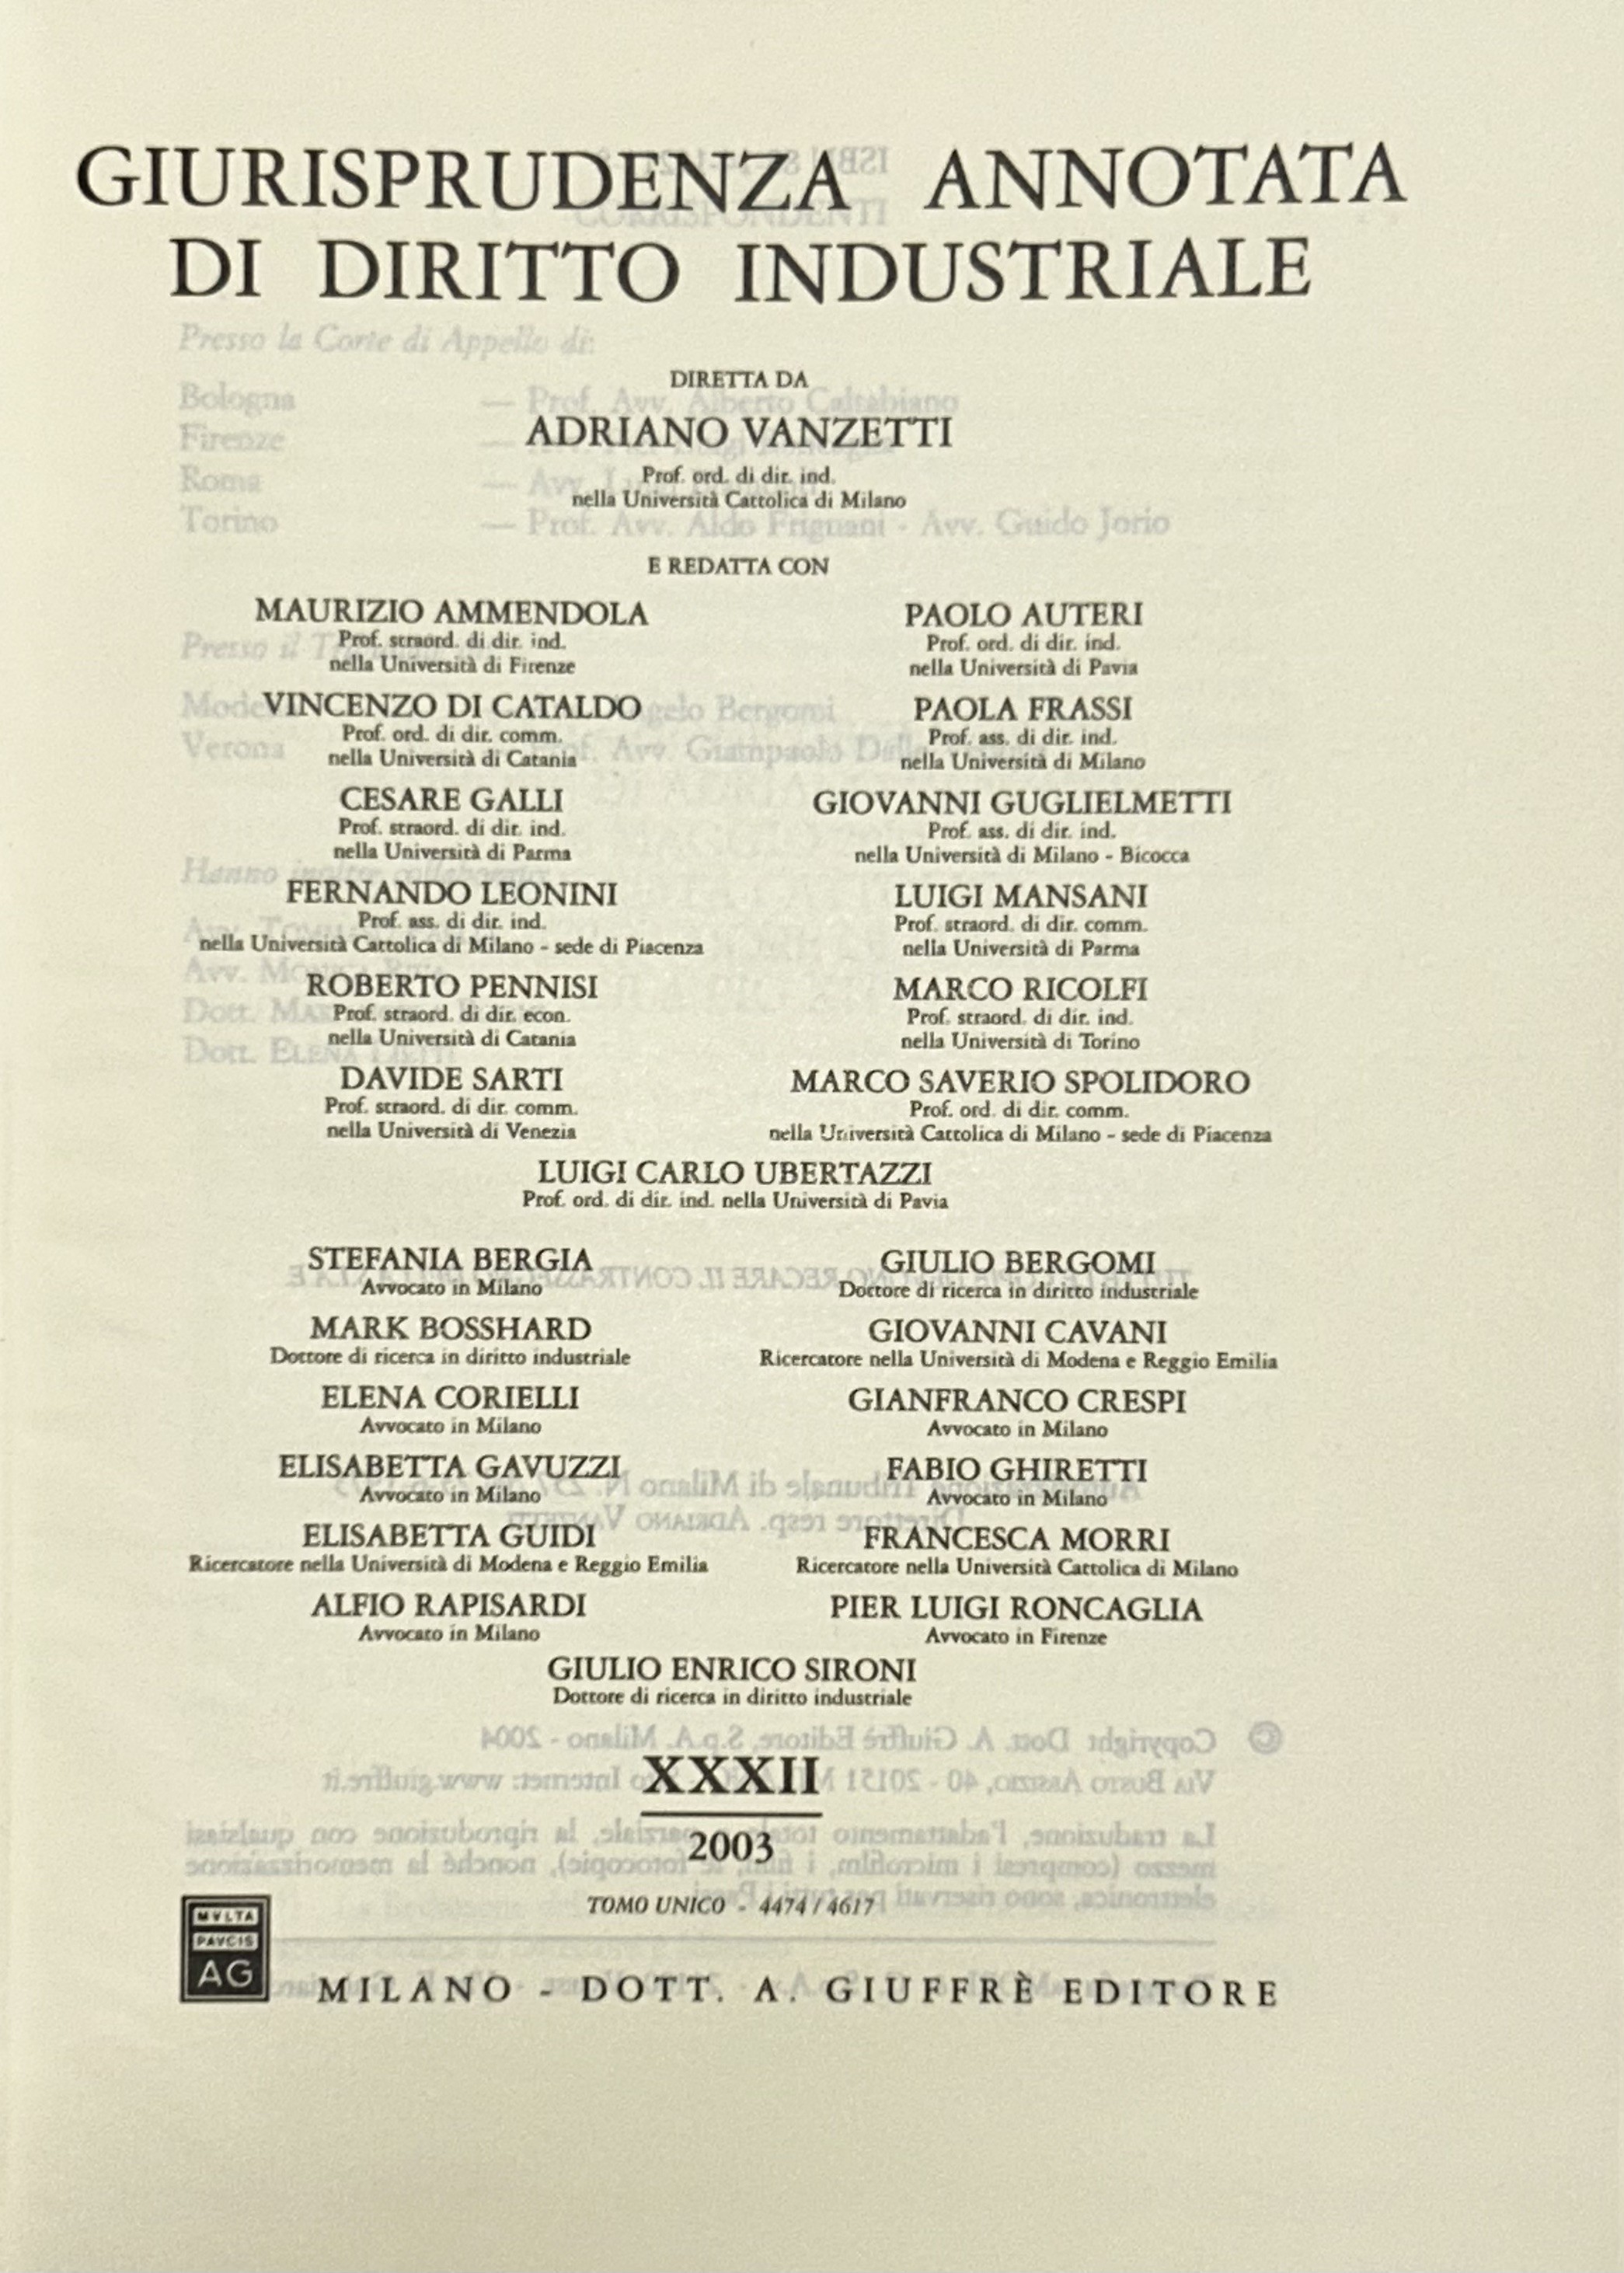 GIURISPRUDENZA ANNOTATA
DI DIRITTO INDUSTRIALE
DIRETTA DA
ADRIANO VANZETTI
Prof. ord. di dir. ind.
nella Università Cattolica di Milano
E REDATTA CON
MAURIZIO AMMENDOLA
Prof. straord. di dir. ind.
nella Università di Firenze
PAOLO AUTERI
Prof. ord. di dir. ind.
nella Università di Pavia
VINCENZO DI CATALDO
Prof. ord. di dir. comm.
nella Università di Catania
PAOLA FRASSI
Prof. ass. di dir. ind.
nella Università di Milano
CESARE GALLI
Prof. straord. di dir. ind.
nella Università di Parma
GIOVANNI GUGLIELMETTI
Prof. ass. di dir. ind.
nella Università di Milano - Bicocca
FERNANDO LEONINI
Prof. ass. di dir. ind.
nella Università Cattolica di Milano - sede di Piacenza
LUIGI MANSANI
Prof. straord. di dir. comm.
nella Università di Parma
ROBERTO PENNISI
Prof. straord. di dir. econ.
nella Università di Catania
MARCO RICOLFI
Prof. straord. di dir. ind.
nella Università di Torino
DAVIDE SARTI
Prof. straord. di dir. comm.
nella Università di Venezia
MARCO SAVERIO SPOLIDORO
Prof. ord. di dir. comm.
nella Università Cattolica di Milano - sede di Piacenza
LUIGI CARLO UBERTAZZI
Prof. ord. di dir. ind. nella Università di Pavia
STEFANIA BERGIA
Avvocato in Milano
GIULIO BERGOMI
Dottore di ricerca in diritto industriale
MARK BOSSHARD
Dottore di ricerca in diritto industriale
GIOVANNI CAVANI
Ricercatore nella Università di Modena e Reggio Emilia
ELENA CORIELLI
Avvocato in Milano
GIANFRANCO CRESPI
Avvocato in Milano
ELISABETTA GAVUZZI
Avvocato in Milano
FABIO GHIRETTI
Avvocato in Milano
ELISABETTA GUIDI
Ricercatore nella Università di Modena e Reggio Emilia
FRANCESCA MORRI
Ricercatore nella Università Cattolica di Milano
ALFIO RAPISARDI
Avvocato in Milano
PIER LUIGI RONCAGLIA
Avvocato in Firenze
GIULIO ENRICO SIRONI
Dottore di ricerca in diritto industriale
XXXII
2003
TOMO UNICO - 4474 / 4617
MVLTA
PAVCIS
AG
MILANO - DOTT. A. GIUFFRÈ EDITORE